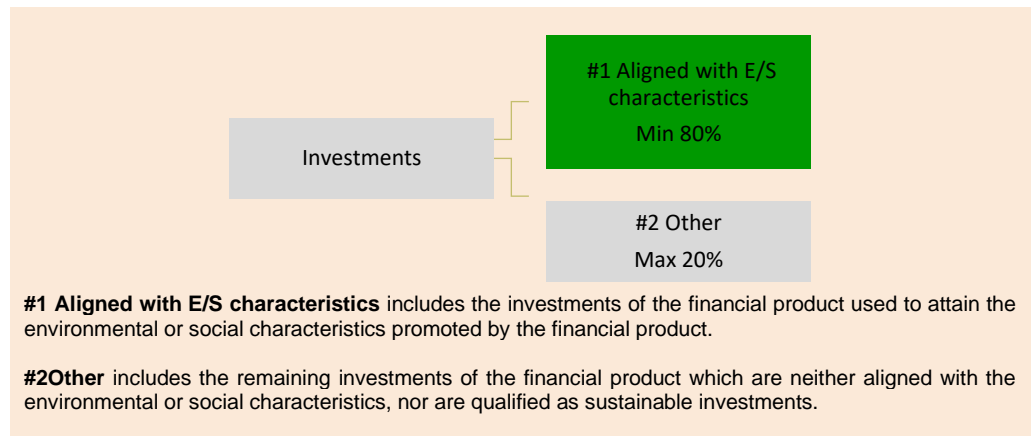 #1 Aligned with E/S
characteristics
Min 80%
Investments
#2 Other
Max 20%
#1 Aligned with E/S characteristics includes the investments of the financial product used to attain the
environmental or social characteristics promoted by the financial product.
#2Other includes the remaining investments of the financial product which are neither aligned with the
environmental or social characteristics, nor are qualified as sustainable investments.